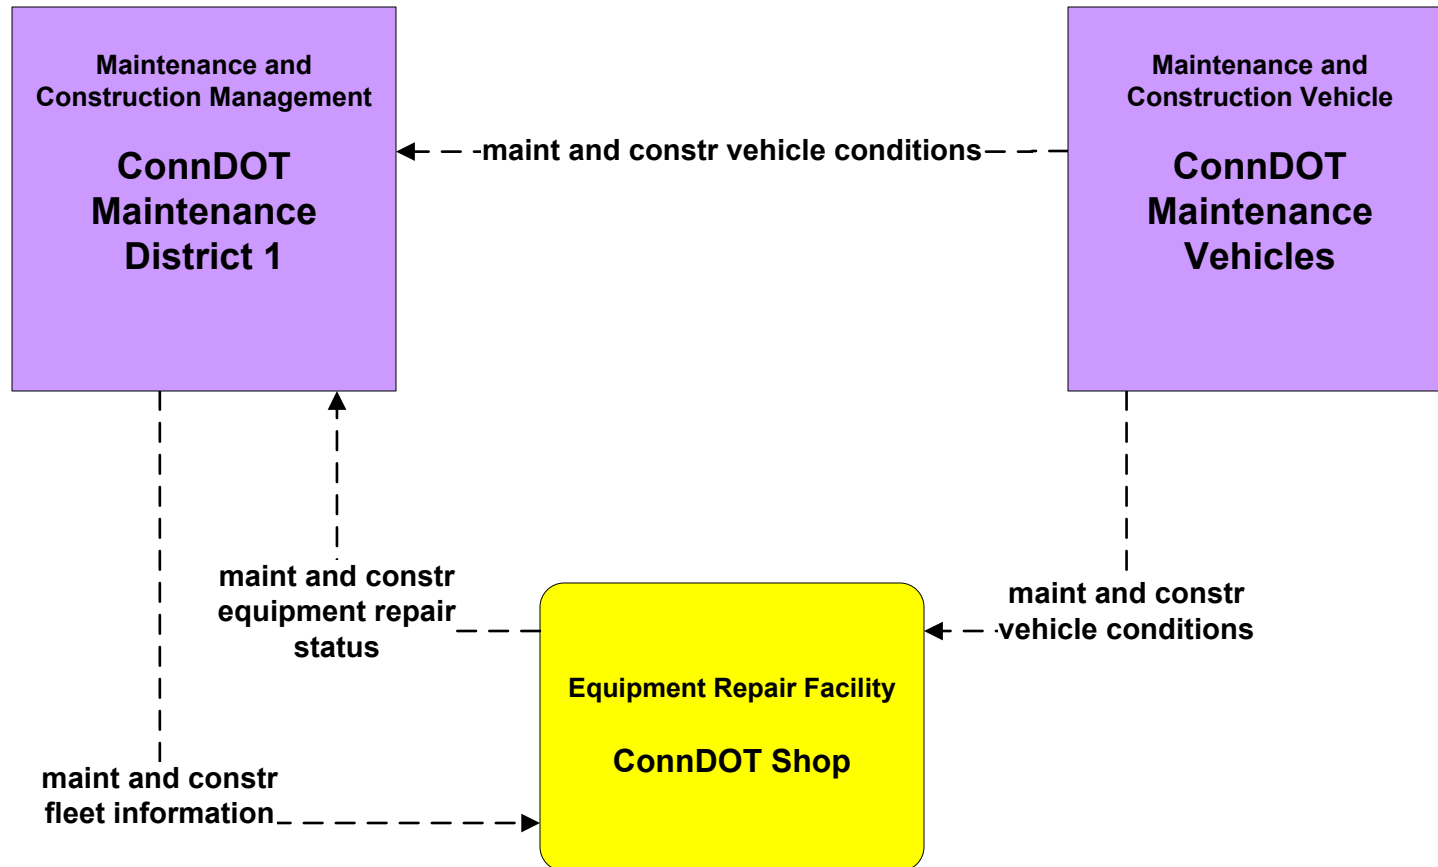 Maintenance and
Construction Management
ConnDOT
Maintenance
District 1
maint and constr vehicle conditions
Maintenance and
Construction Vehicle
ConnDOT
Maintenance
Vehicles
maint and constr
equipment repair
status
maint and constr
vehicle conditions
Equipment Repair Facility
ConnDOT Shop
maint and constr
fleet information